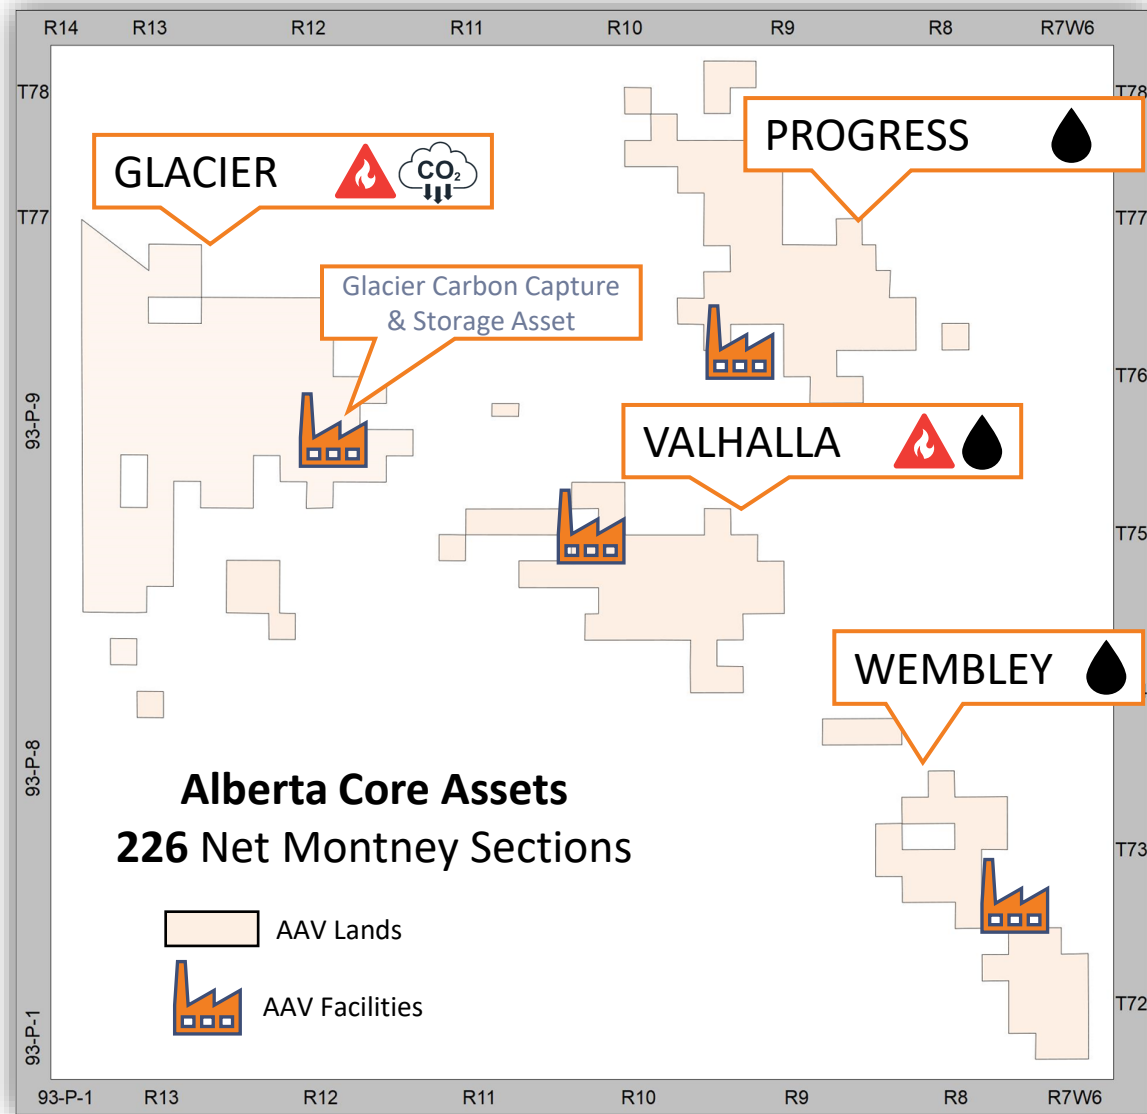 R14 R13 R12 R11 R10 R9 R8 R7W6
T78 T78
PROGRESS
GLACIER CO₂
T77 T77
Glacier Carbon Capture
& Storage Asset
T76
93-P-9
VALHALLA
T75
WEMBLEY
93-P-8
Alberta Core Assets
226 Net Montney Sections
T73
AAV Lands
AAV Facilities
T72
93-P-1
93-P-1 R13 R12 R11 R10 R9 R8 R7W6